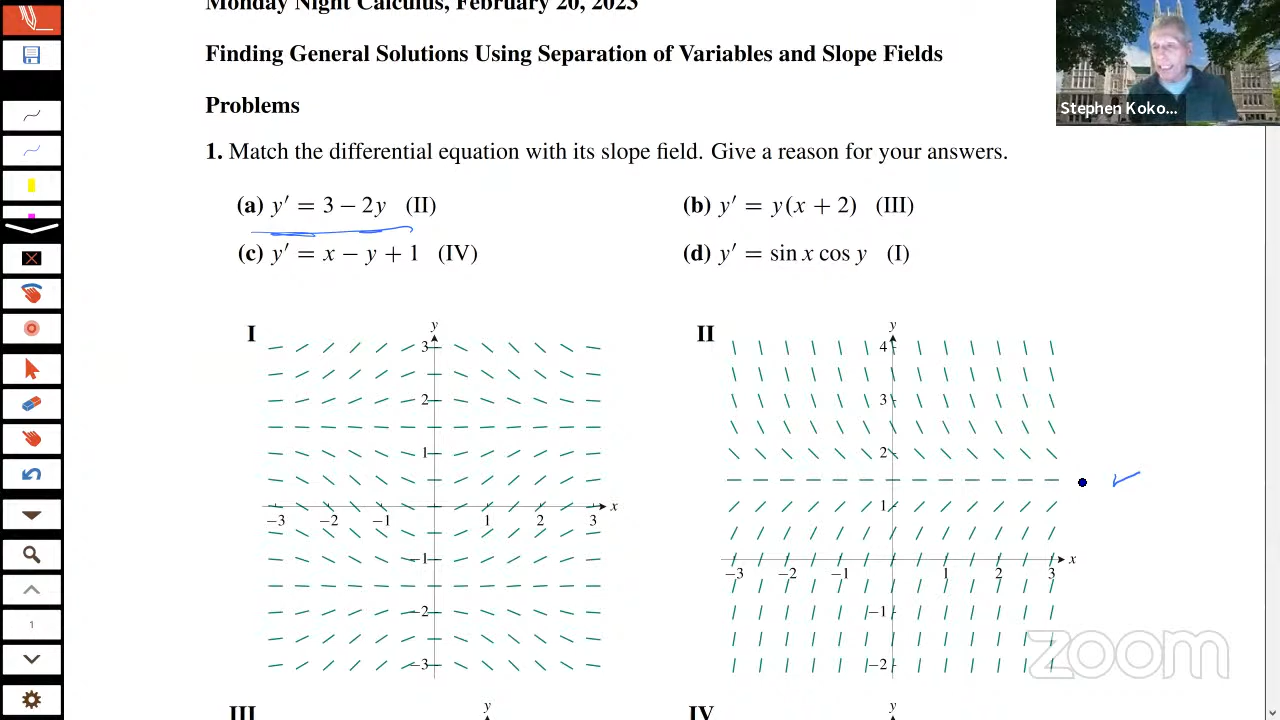 Monday Night Calculus, February 20, 2023
Finding General Solutions Using Separation of Variables and Slope Fields
Problems
Stephen Koko...
1. Match the differential equation with its slope field. Give a reason for your answers.
(a) y′ = 3 − 2y (II)
(b) y′ = y(x + 2) (III)
(c) y′ = x − y + 1 (IV)
(d) y′ = sin x cos y (I)
I
y
3
2
1
−3 −2 −1 1 2 3 x
−1
−2
−3
II
y
4
3
2
1
−3 −2 −1 1 2 3 x
−1
−2
zoom
III
y
IV
y
1